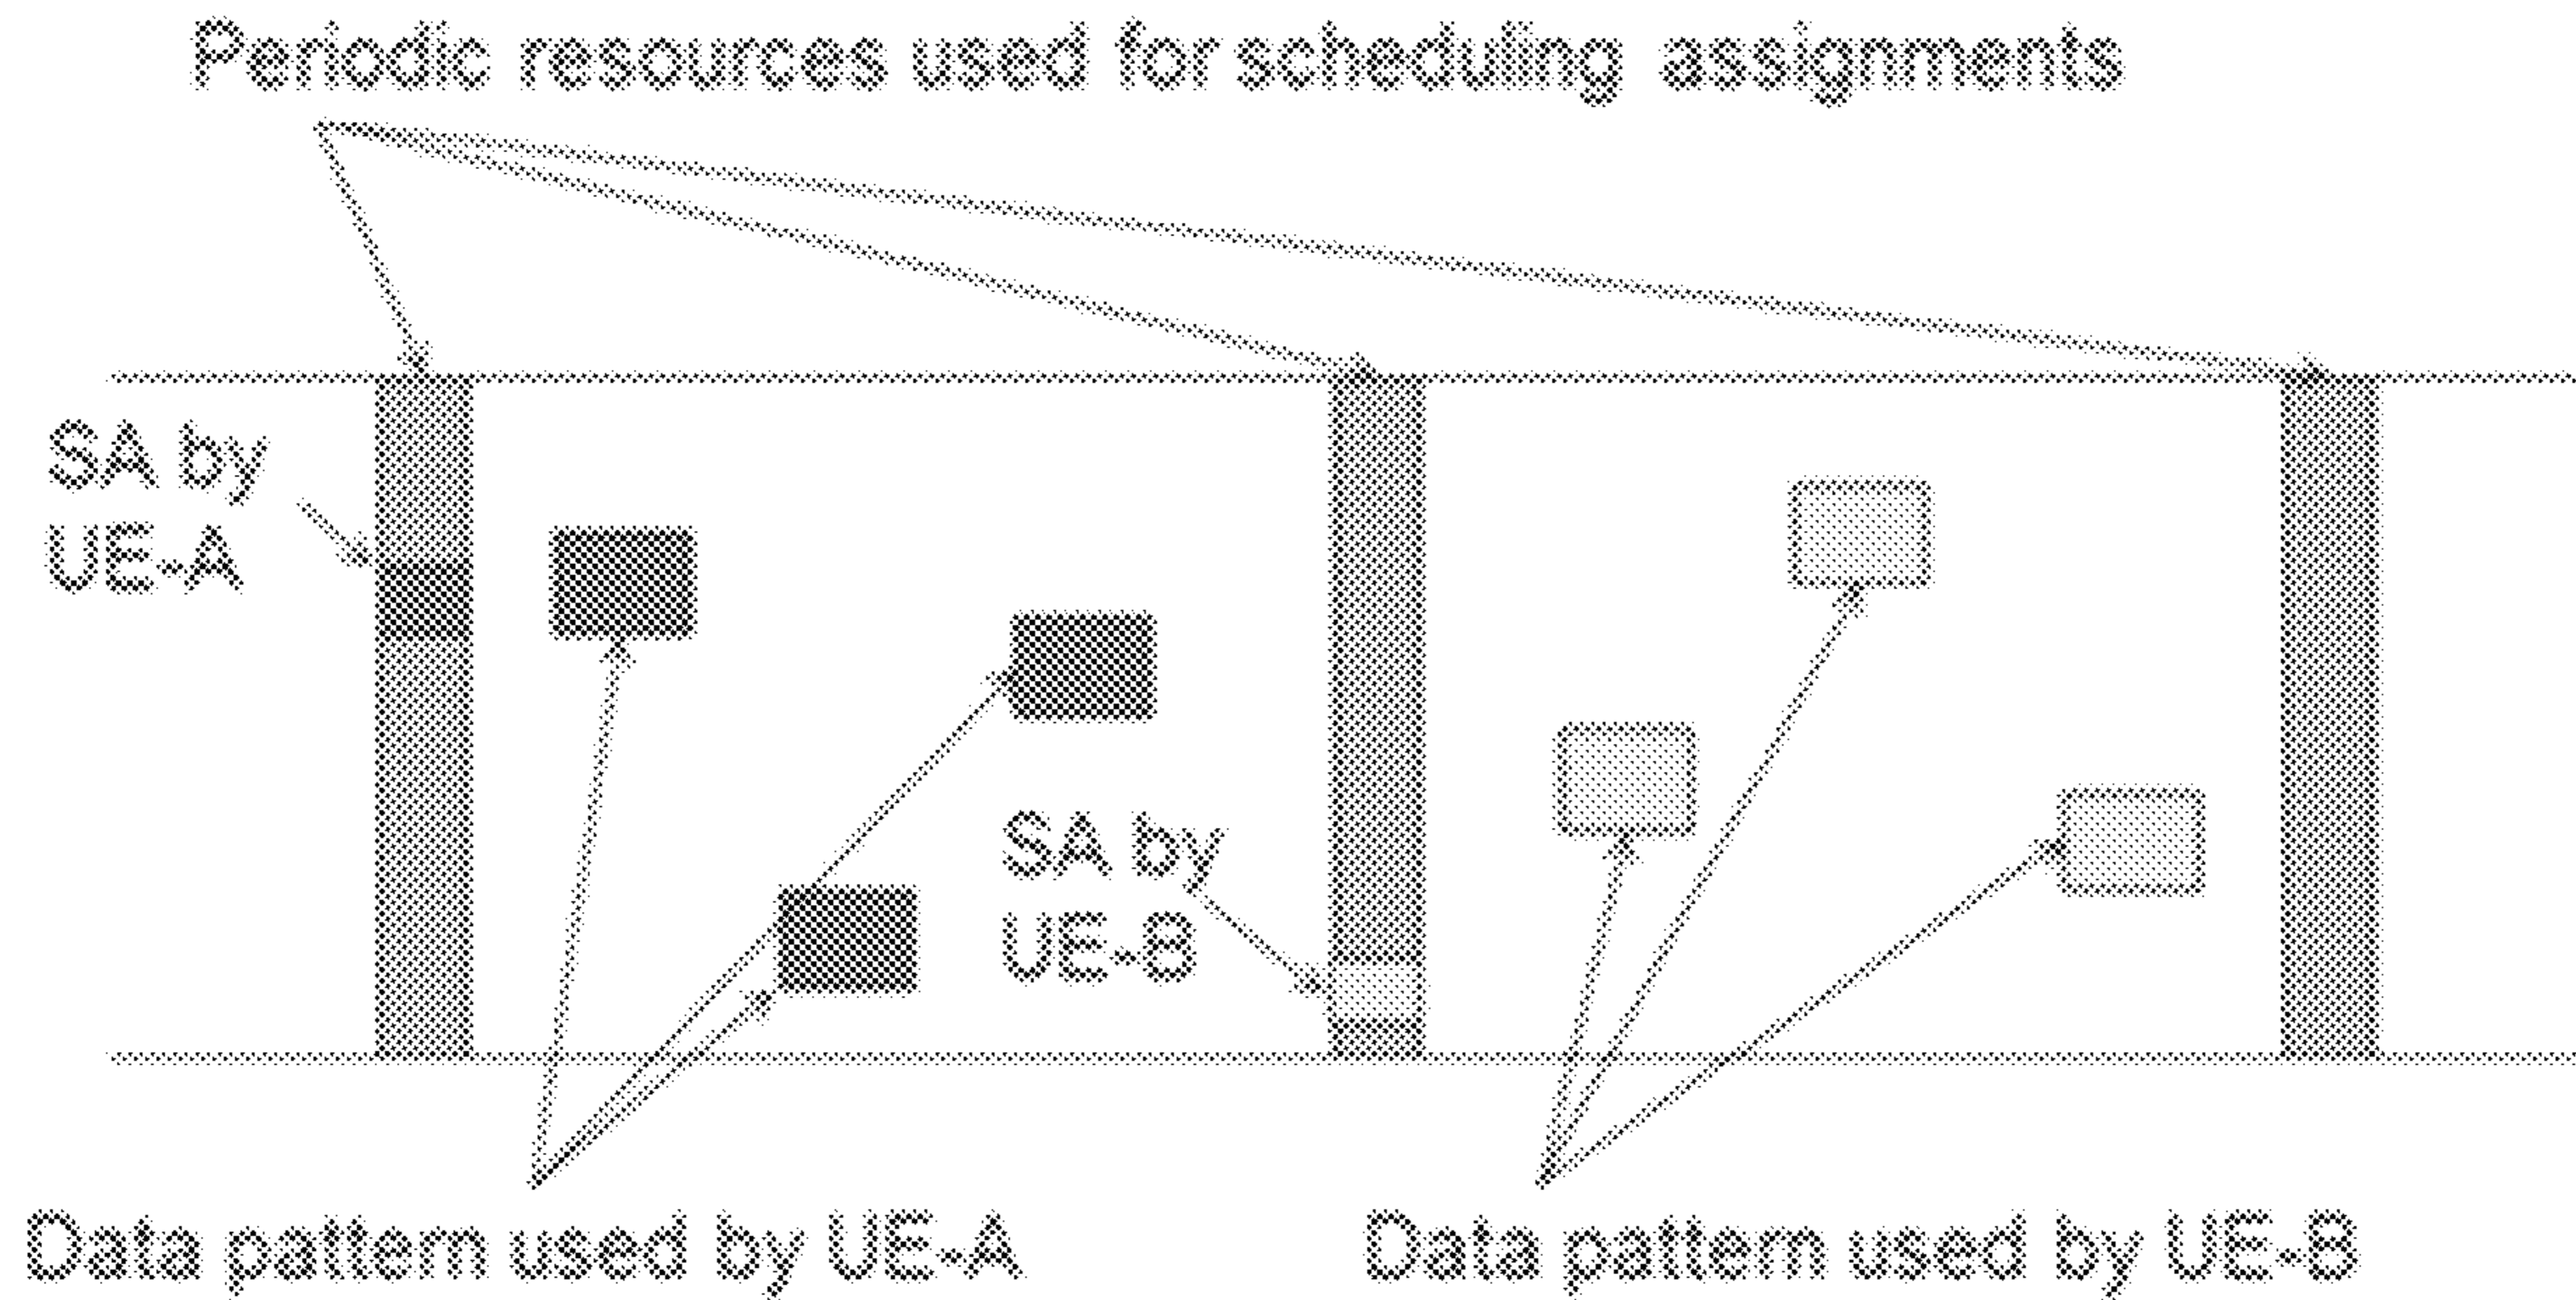 Periodic resources used for scheduling assignments
SA by
UE-A
SA by
UE-B
Data pattern used by UE-A
Data pattern used by UE-B